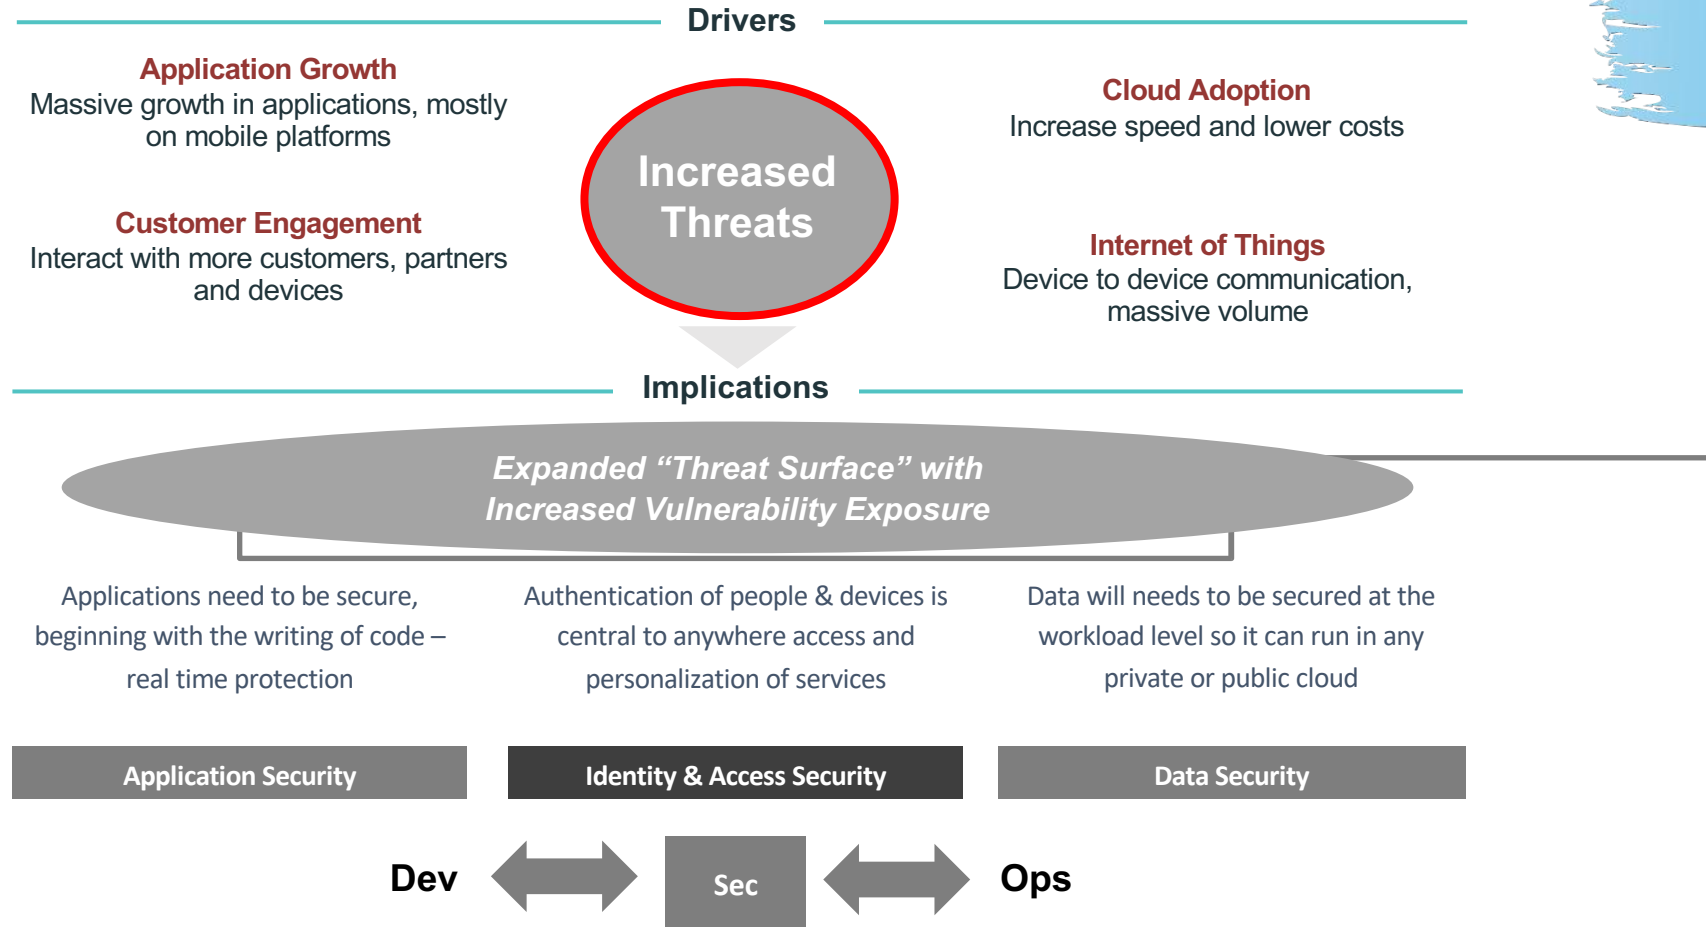 Drivers
Application Growth
Massive growth in applications, mostly
on mobile platforms
Customer Engagement
Interact with more customers, partners
and devices
Increased
Threats
Cloud Adoption
Increase speed and lower costs
Internet of Things
Device to device communication,
massive volume
Implications
Expanded “Threat Surface” with
Increased Vulnerability Exposure
Applications need to be secure,
beginning with the writing of code –
real time protection
Authentication of people & devices is
central to anywhere access and
personalization of services
Data will needs to be secured at the
workload level so it can run in any
private or public cloud
Application Security
Identity & Access Security
Data Security
Dev
Sec
Ops